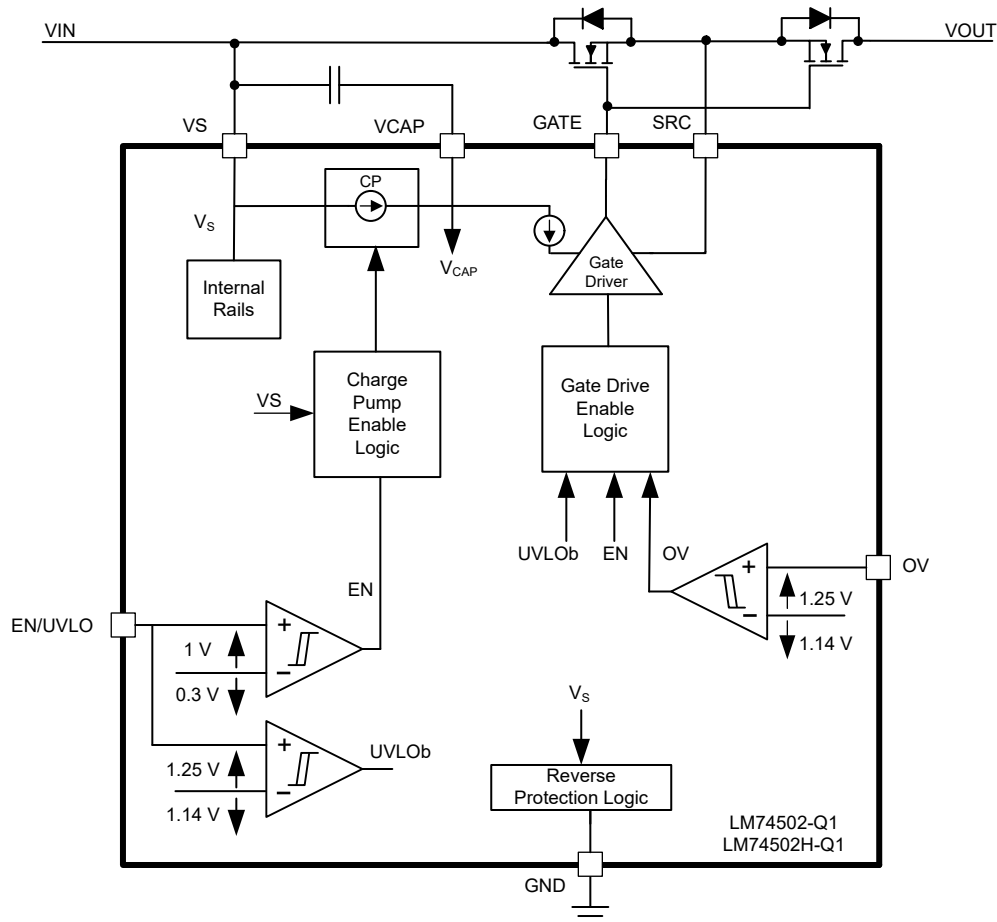 VIN
VOUT
VS
VCAP
GATE
SRC
CP
VS
VCAP
Internal
Rails
Gate
Driver
Charge
Pump
Enable
Logic
VS
Gate Drive
Enable
Logic
UVLOb
EN
OV
OV
+
1.25 V
−
1.14 V
EN
EN/UVLO
+
1 V
−
0.3 V
UVLOb
+
1.25 V
−
1.14 V
VS
Reverse
Protection Logic
LM74502-Q1
LM74502H-Q1
GND